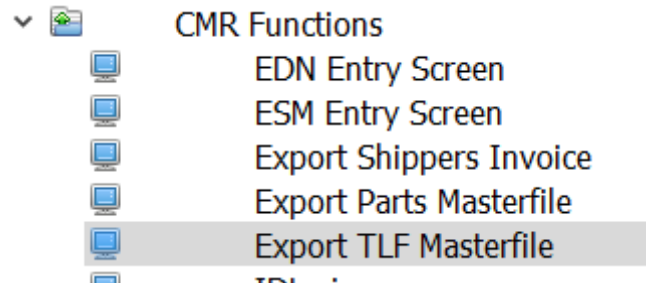 CMR Functions
EDN Entry Screen
ESM Entry Screen
Export Shippers Invoice
Export Parts Masterfile
Export TLF Masterfile